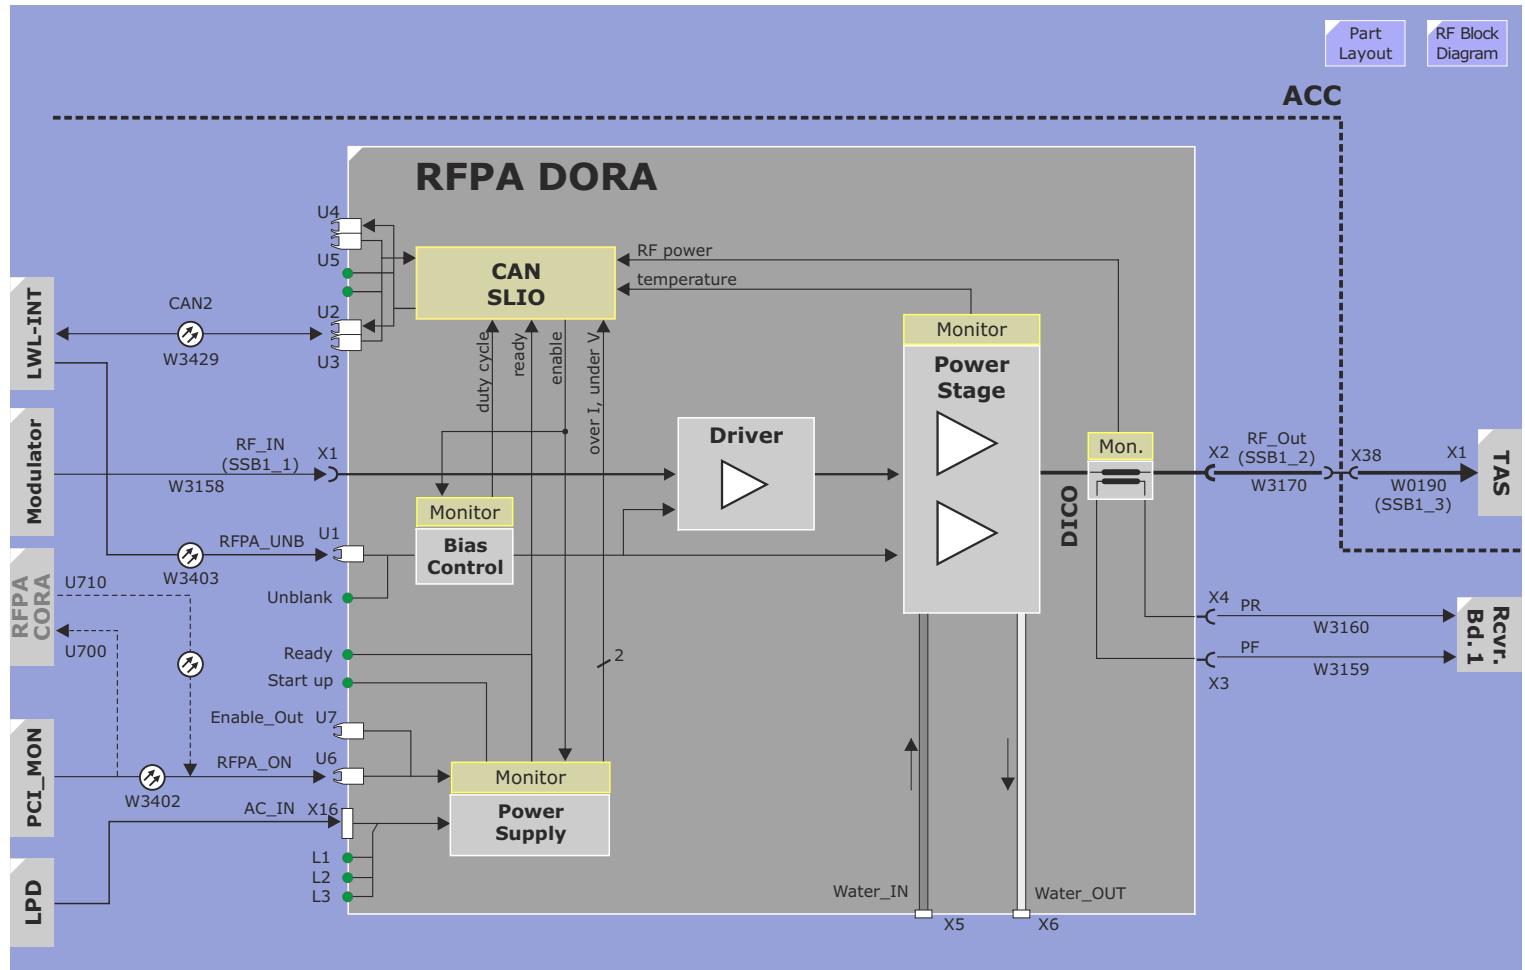 Part
Layout
RF Block
Diagram
ACC
RFPA DORA
U4
U5
U2
U3
CAN
SLIO
RF power
temperature
LWL-INT
CAN2
W3429
duty cycle
ready
enable
over I, under V
Monitor
Power
Stage
Modulator
RF_IN
(SSB1_1)
W3158
X1
Driver
Mon.
DICO
X2
RF_Out
(SSB1_2)
W3170
X38
X1
W0190
(SSB1_3)
TAS
Monitor
Bias
Control
RFPA_UNB
U1
W3403
RFPA
CORA
U710
U700
Unblank
Ready
Start up
2
X4
PR
W3160
PF
W3159
X3
Rcvr.
Bd. 1
Enable_Out
U7
PCI_MON
RFPA_ON
U6
W3402
Monitor
Power
Supply
AC_IN
X16
LPD
L1
L2
L3
Water_IN
Water_OUT
X5
X6